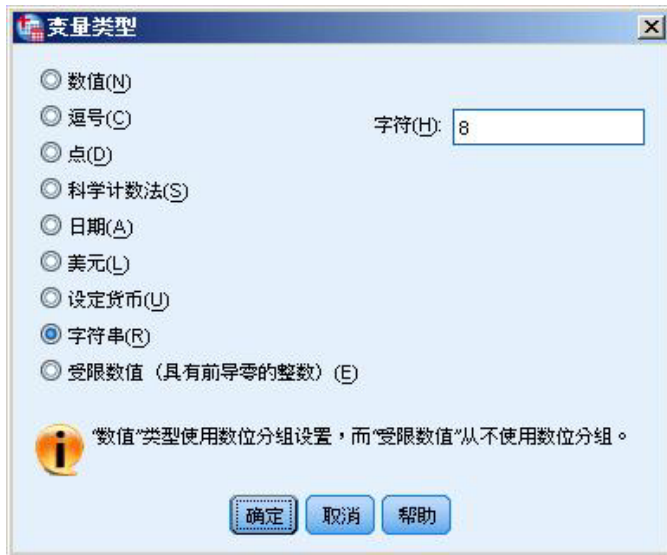 变量类型
数值(N)
逗号(C)
字符(H): 8
点(D)
科学计数法(S)
日期(A)
美元(L)
设定货币(U)
字符串(R)
受限数值（具有前导零的整数）(E)
“数值”类型使用数位分组设置，而“受限数值”从不使用数位分组。
确定 取消 帮助